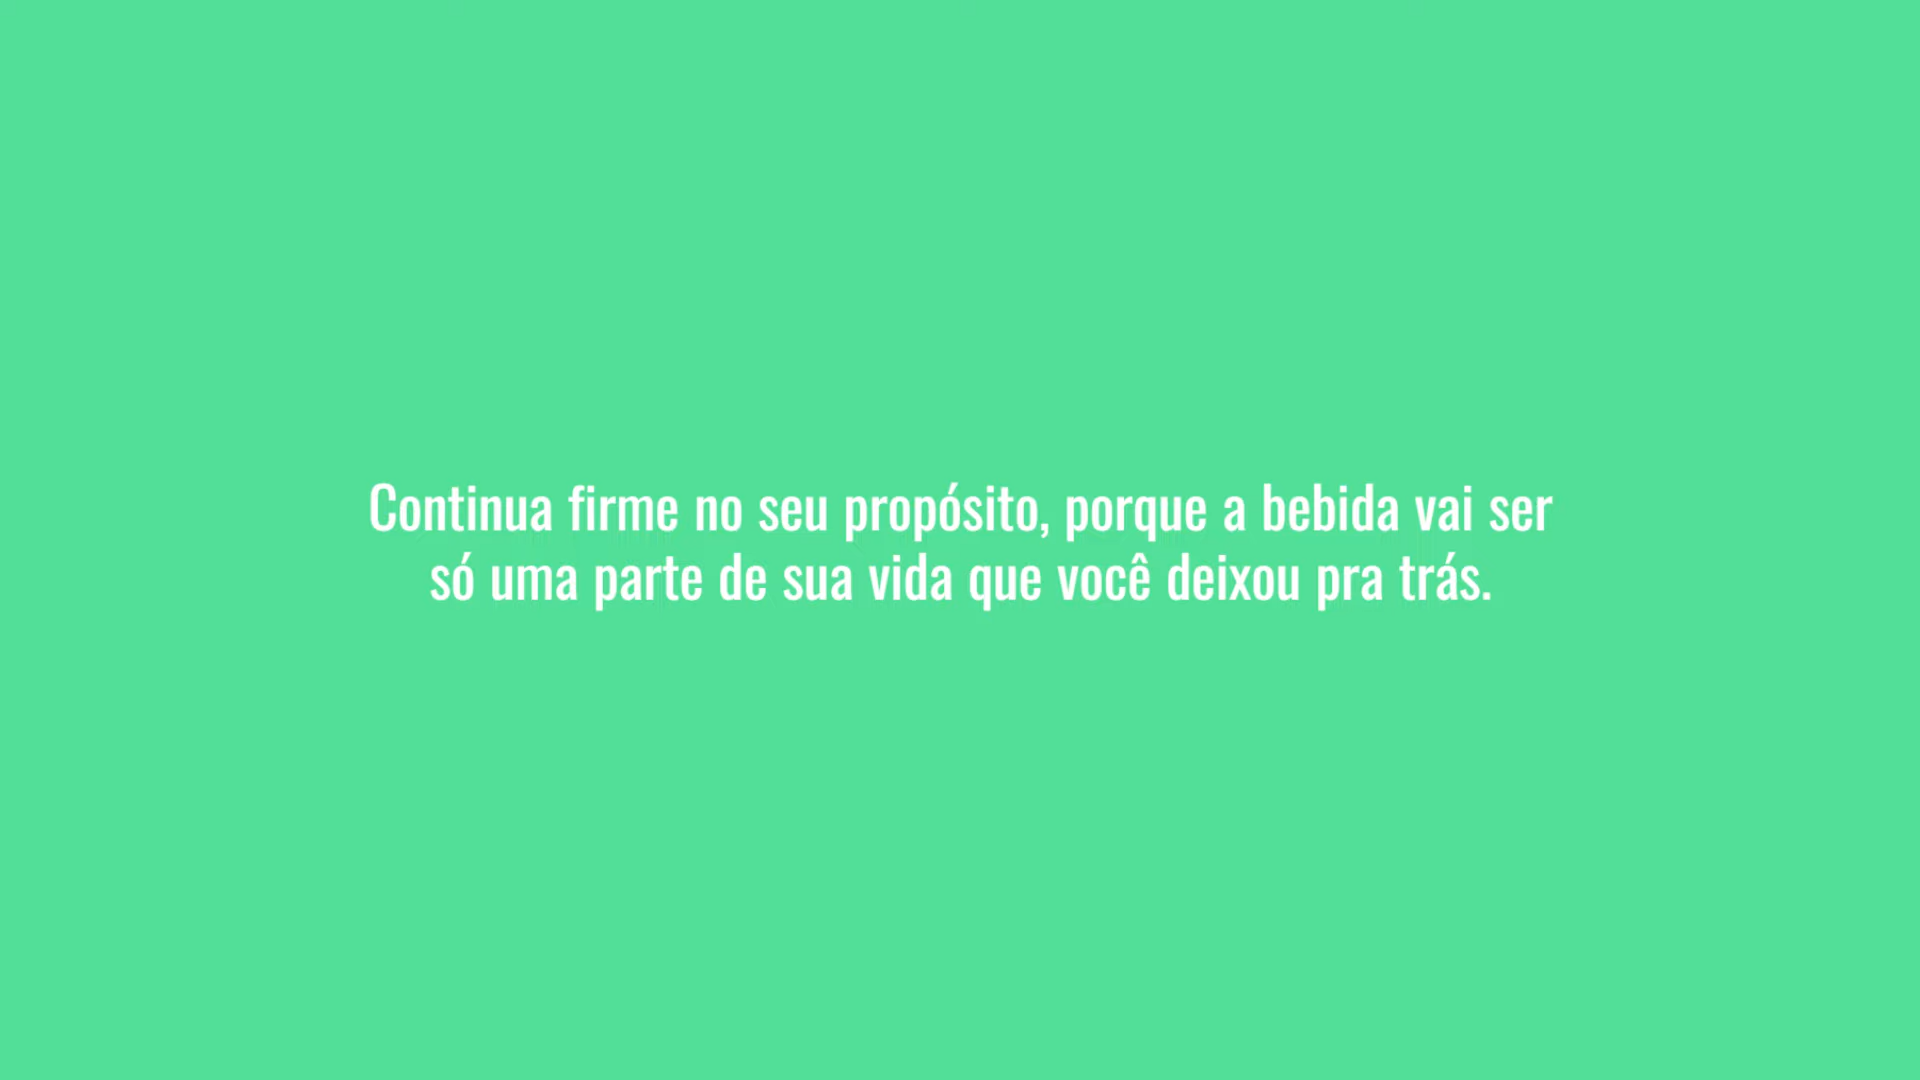 Continua firme no seu propósito, porque a bebida vai ser
só uma parte de sua vida que você deixou pra trás.